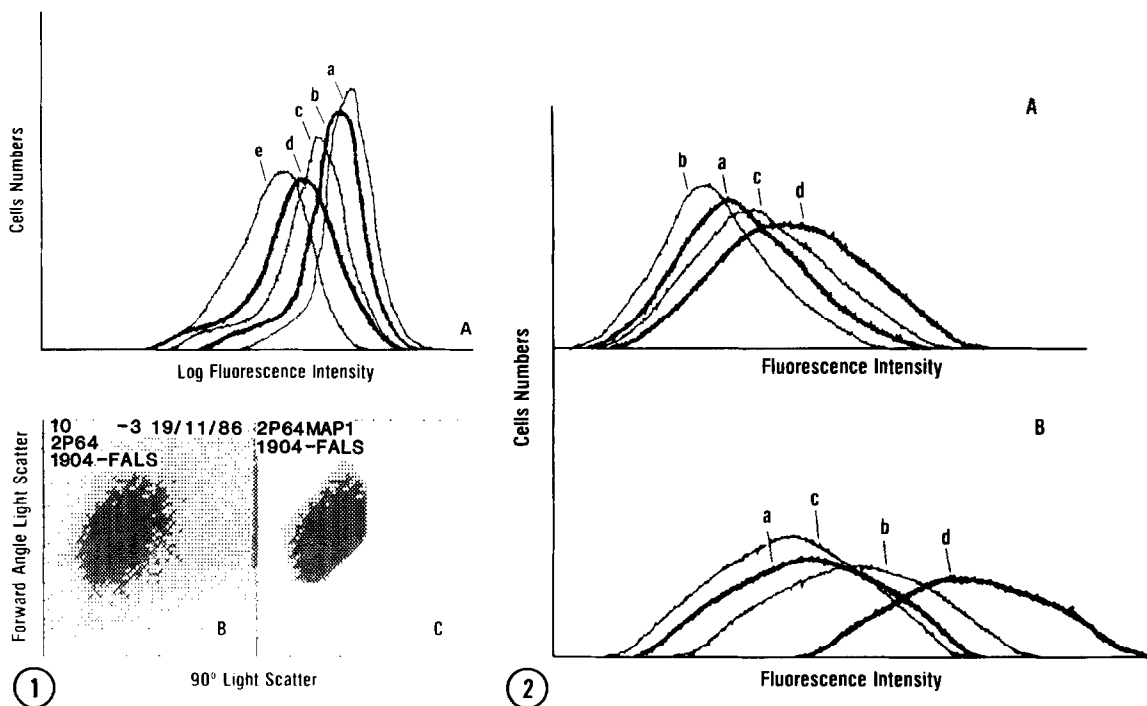 a
b
c
d
e
Cells Numbers
A
Log Fluorescence Intensity
10 -3 19/11/86 2P64MAP1
2P64 1904-FALS
1904-FALS
Forward Angle Light Scatter
B
C
90° Light Scatter
1
A
b
a
c
d
Fluorescence Intensity
Cells Numbers
B
c
a
b
d
Fluorescence Intensity
2